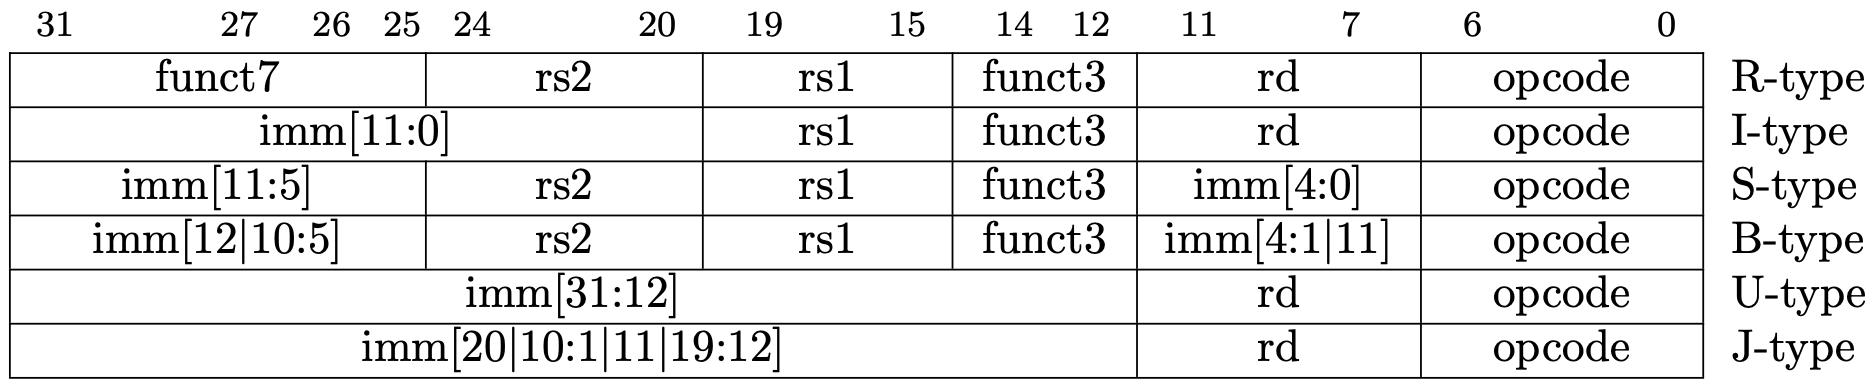 31 27 26 25 24 20 19 15 14 12 11 7 6 0
funct7 rs2 rs1 funct3 rd opcode R-type
imm[11:0] rs1 funct3 rd opcode I-type
imm[11:5] rs2 rs1 funct3 imm[4:0] opcode S-type
imm[12|10:5] rs2 rs1 funct3 imm[4:1|11] opcode B-type
imm[31:12] rd opcode U-type
imm[20|10:1|11|19:12] rd opcode J-type